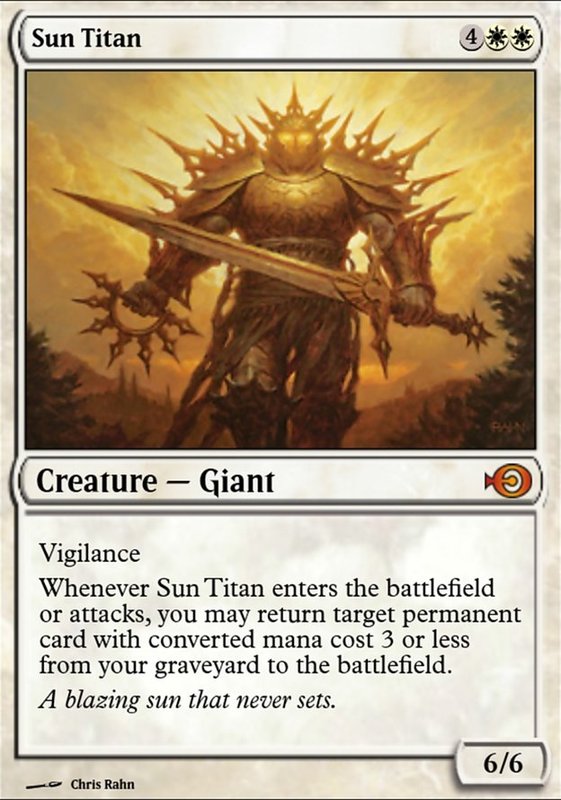 Sun Titan 4
RAHN
Creature — Giant
Vigilance
Whenever Sun Titan enters the battlefield
or attacks, you may return target permanent
card with converted mana cost 3 or less
from your graveyard to the battlefield.
A blazing sun that never sets.
6/6
Chris Rahn